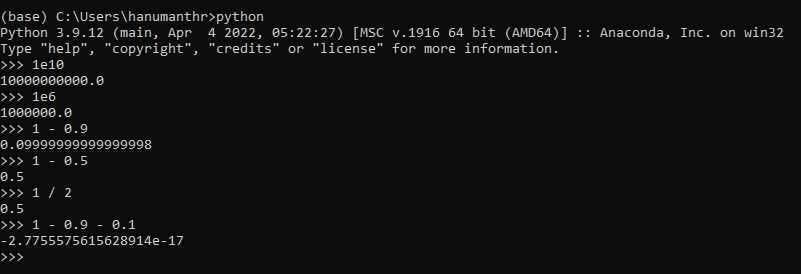 (base) C:\Users\hanumanthr>python
Python 3.9.12 (main, Apr  4 2022, 05:22:27) [MSC v.1916 64 bit (AMD64)] :: Anaconda, Inc. on win32
Type "help", "copyright", "credits" or "license" for more information.
>>> 1e10
10000000000.0
>>> 1e6
1000000.0
>>> 1 - 0.9
0.09999999999999998
>>> 1 - 0.5
0.5
>>> 1 / 2
0.5
>>> 1 - 0.9 - 0.1
-2.7755575615628914e-17
>>>